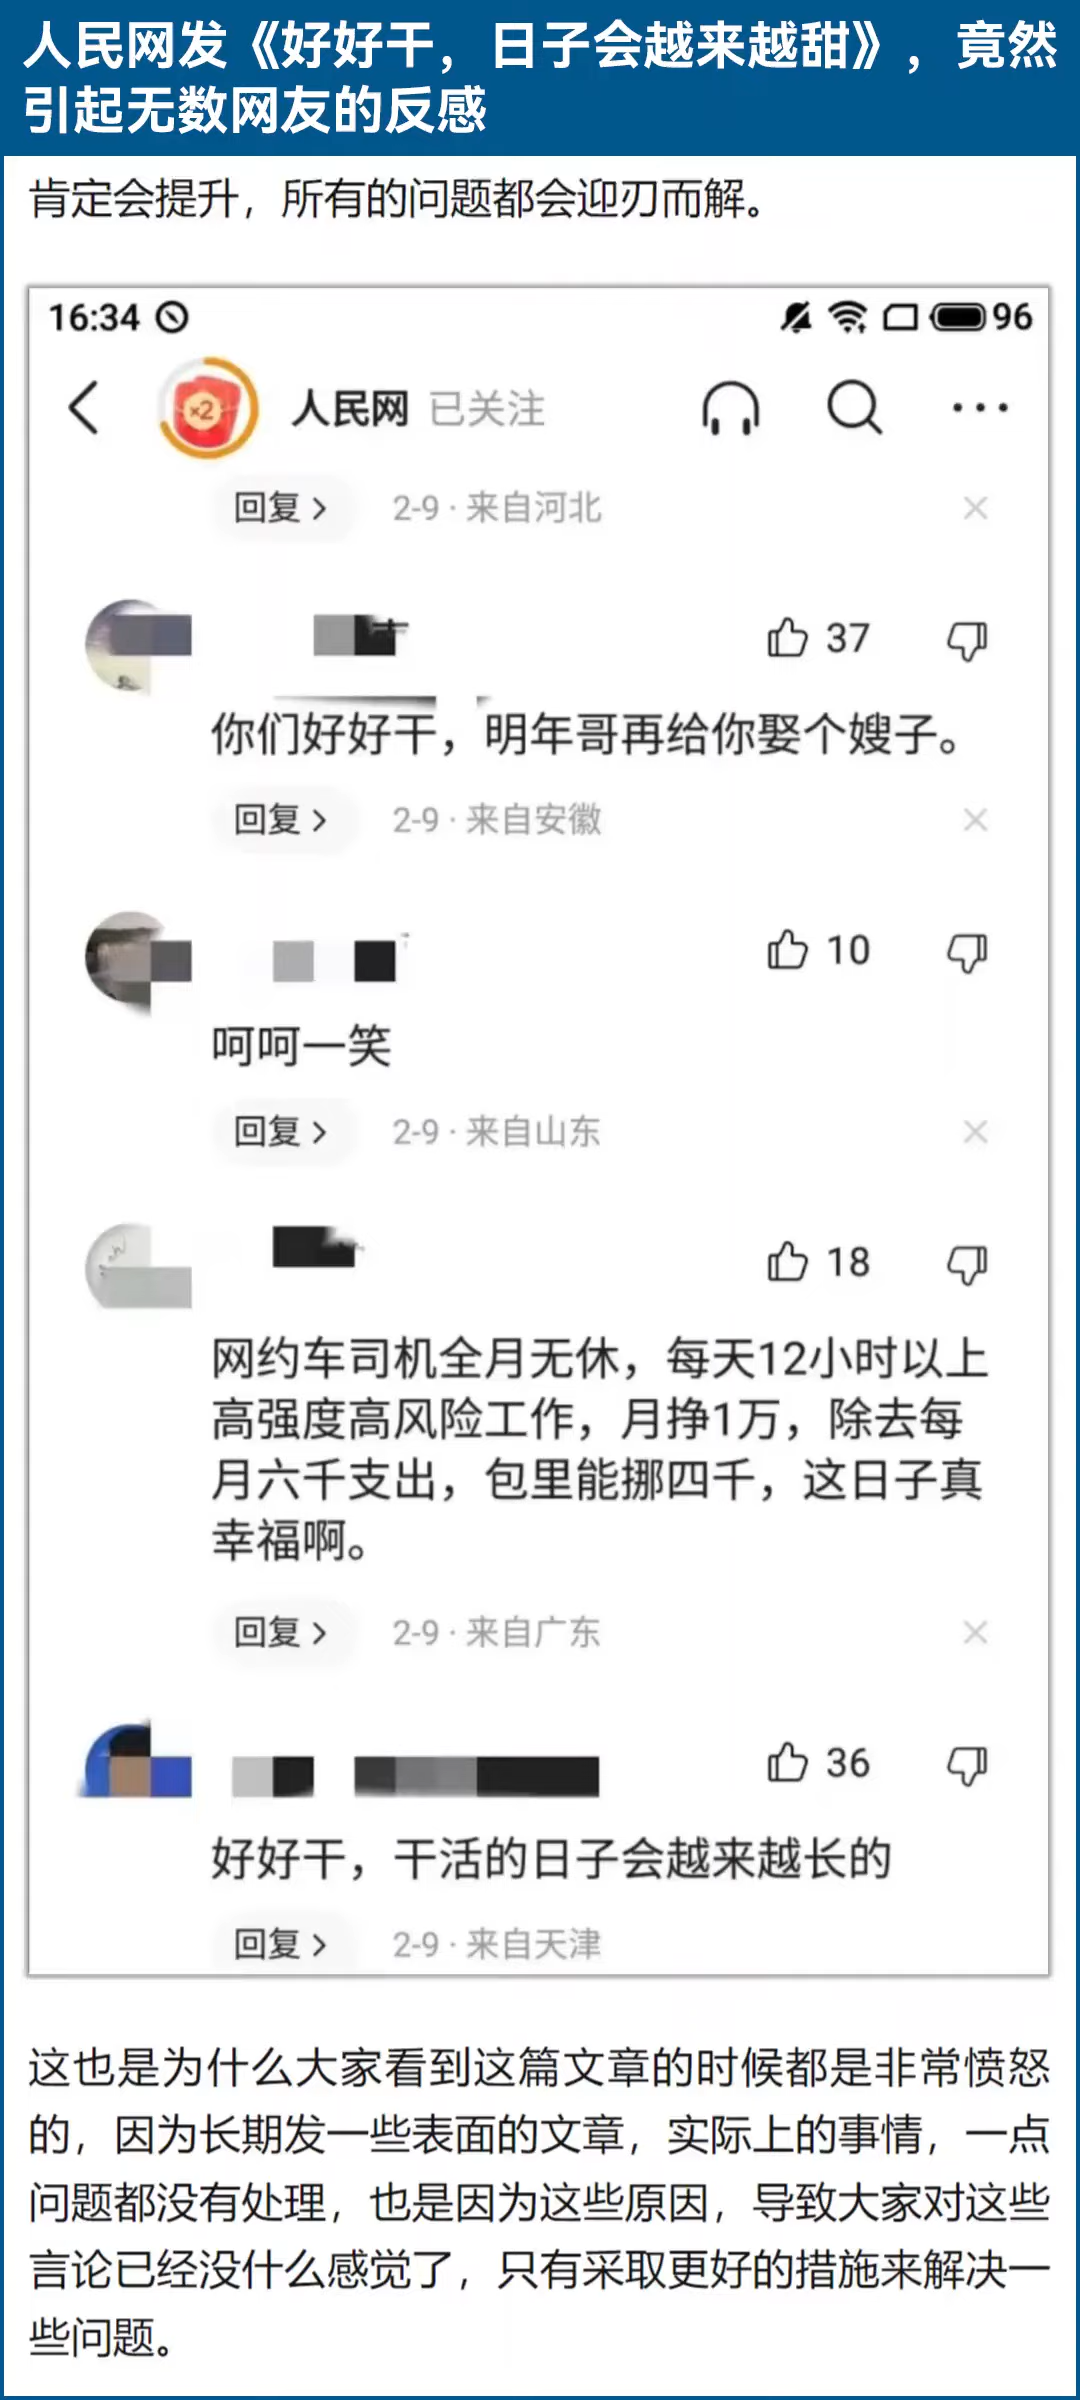 人民网发《好好干，日子会越来越甜》，竟然
引起无数网友的反感
肯定会提升，所有的问题都会迎刃而解。
16:34 96
×2 人民网 已关注
回复 2-9 · 来自河北
37
你们好好干，明年哥再给你娶个嫂子。
回复 2-9 · 来自安徽
10
呵呵一笑
回复 2-9 · 来自山东
18
网约车司机全月无休，每天12小时以上
高强度高风险工作，月挣1万，除去每
月六千支出，包里能挪四千，这日子真
幸福啊。
回复 2-9 · 来自广东
36
好好干，干活的日子会越来越长的
回复 2-9 · 来自天津
这也是为什么大家看到这篇文章的时候都是非常愤怒
的，因为长期发一些表面的文章，实际上的事情，一点
问题都没有处理，也是因为这些原因，导致大家对这些
言论已经没什么感觉了，只有采取更好的措施来解决一
些问题。